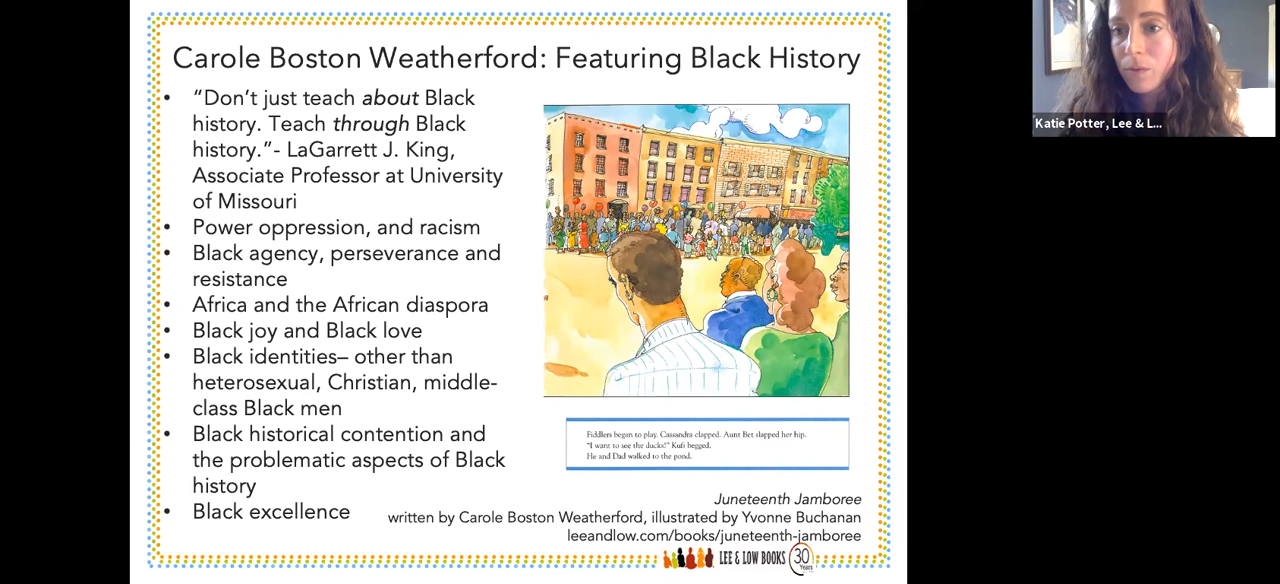 Carole Boston Weatherford: Featuring Black History
• “Don’t just teach about Black
history. Teach through Black
history.”- LaGarrett J. King,
Associate Professor at University
of Missouri
• Power oppression, and racism
• Black agency, perseverance and
resistance
• Africa and the African diaspora
• Black joy and Black love
• Black identities– other than
heterosexual, Christian, middle-
class Black men
• Black historical contention and
the problematic aspects of Black
history
• Black excellence
Fiddlers began to play. Cassandra clapped. Aunt Bet slapped her hip.
“I want to see the ducks!” Kufi begged.
He and Dad walked to the pond.
Juneteenth Jamboree
written by Carole Boston Weatherford, illustrated by Yvonne Buchanan
leeandlow.com/books/juneteenth-jamboree
LEE & LOW BOOKS 30
Years
Katie Potter, Lee & L...